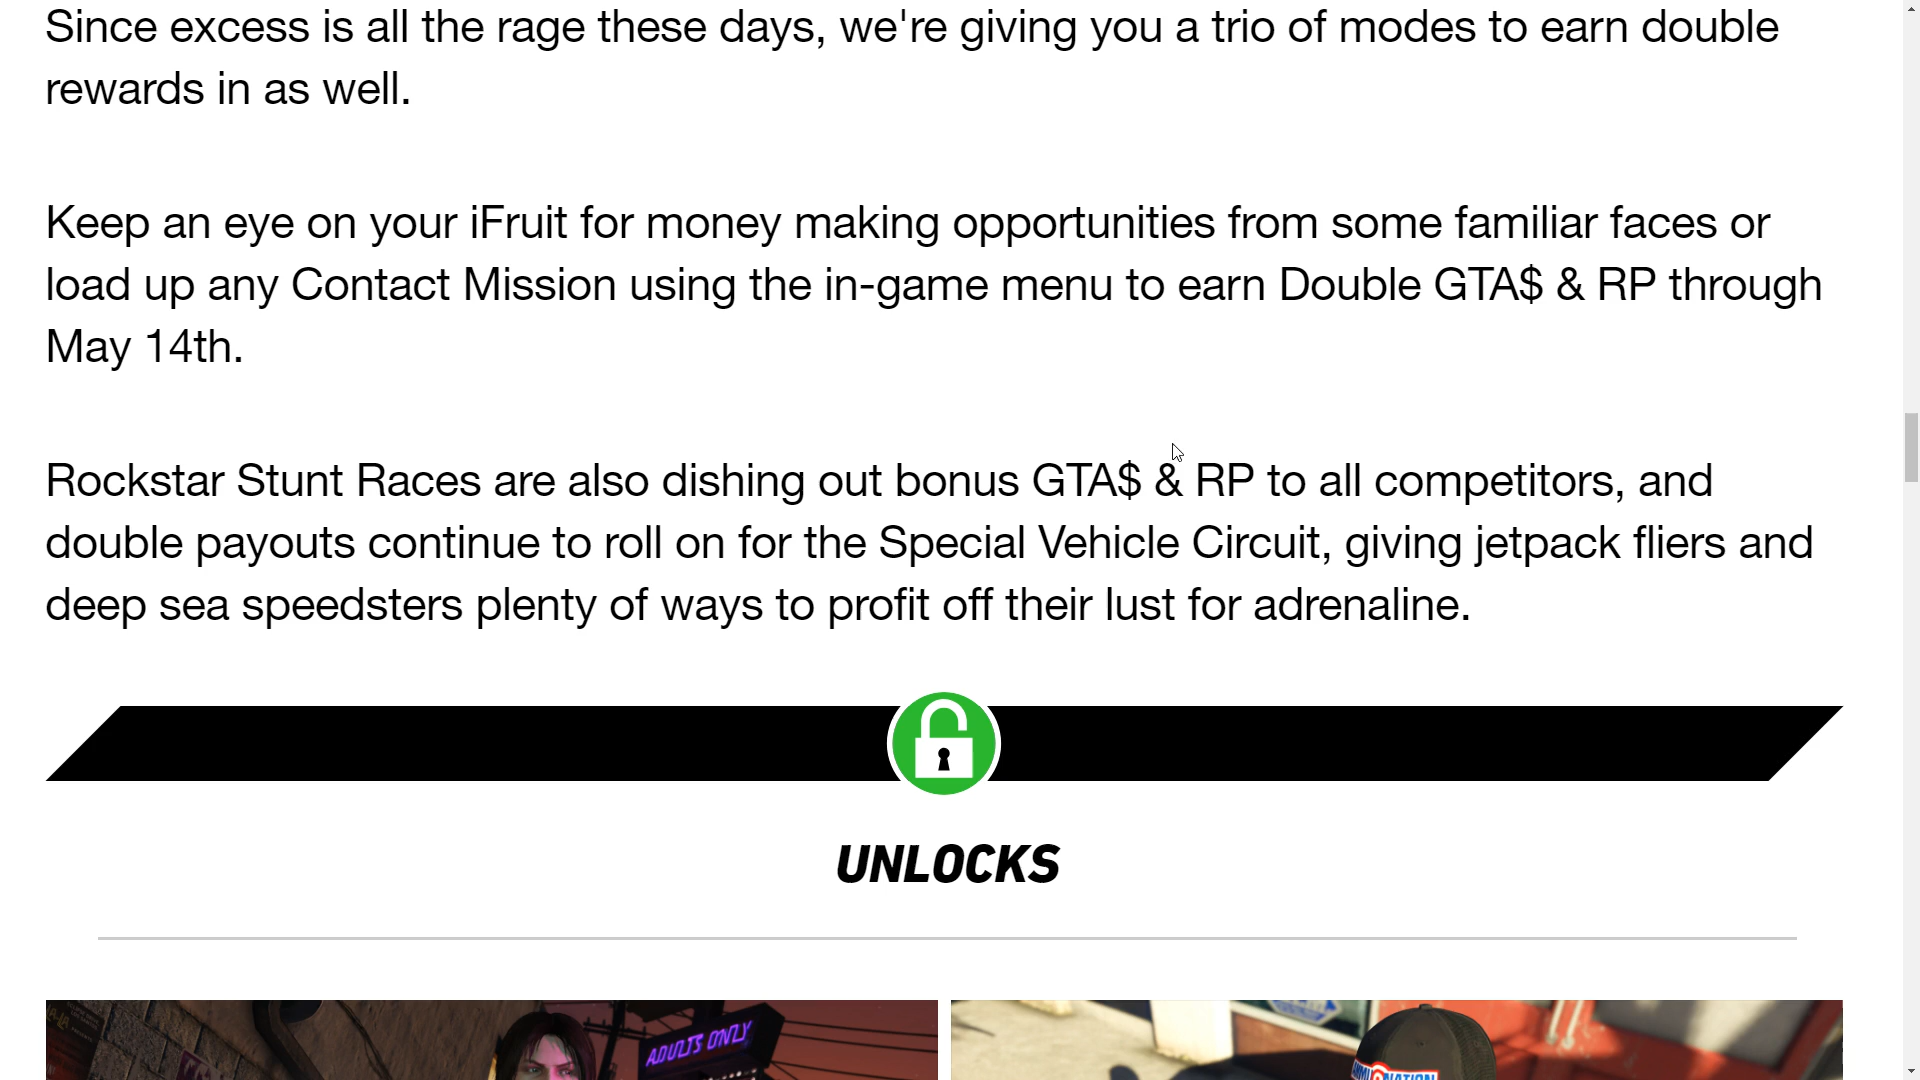 Since excess is all the rage these days, we're giving you a trio of modes to earn double
rewards in as well.
Keep an eye on your iFruit for money making opportunities from some familiar faces or
load up any Contact Mission using the in-game menu to earn Double GTA$ & RP through
May 14th.
Rockstar Stunt Races are also dishing out bonus GTA$ & RP to all competitors, and
double payouts continue to roll on for the Special Vehicle Circuit, giving jetpack fliers and
deep sea speedsters plenty of ways to profit off their lust for adrenaline.
UNLOCKS
ADULTS ONLY